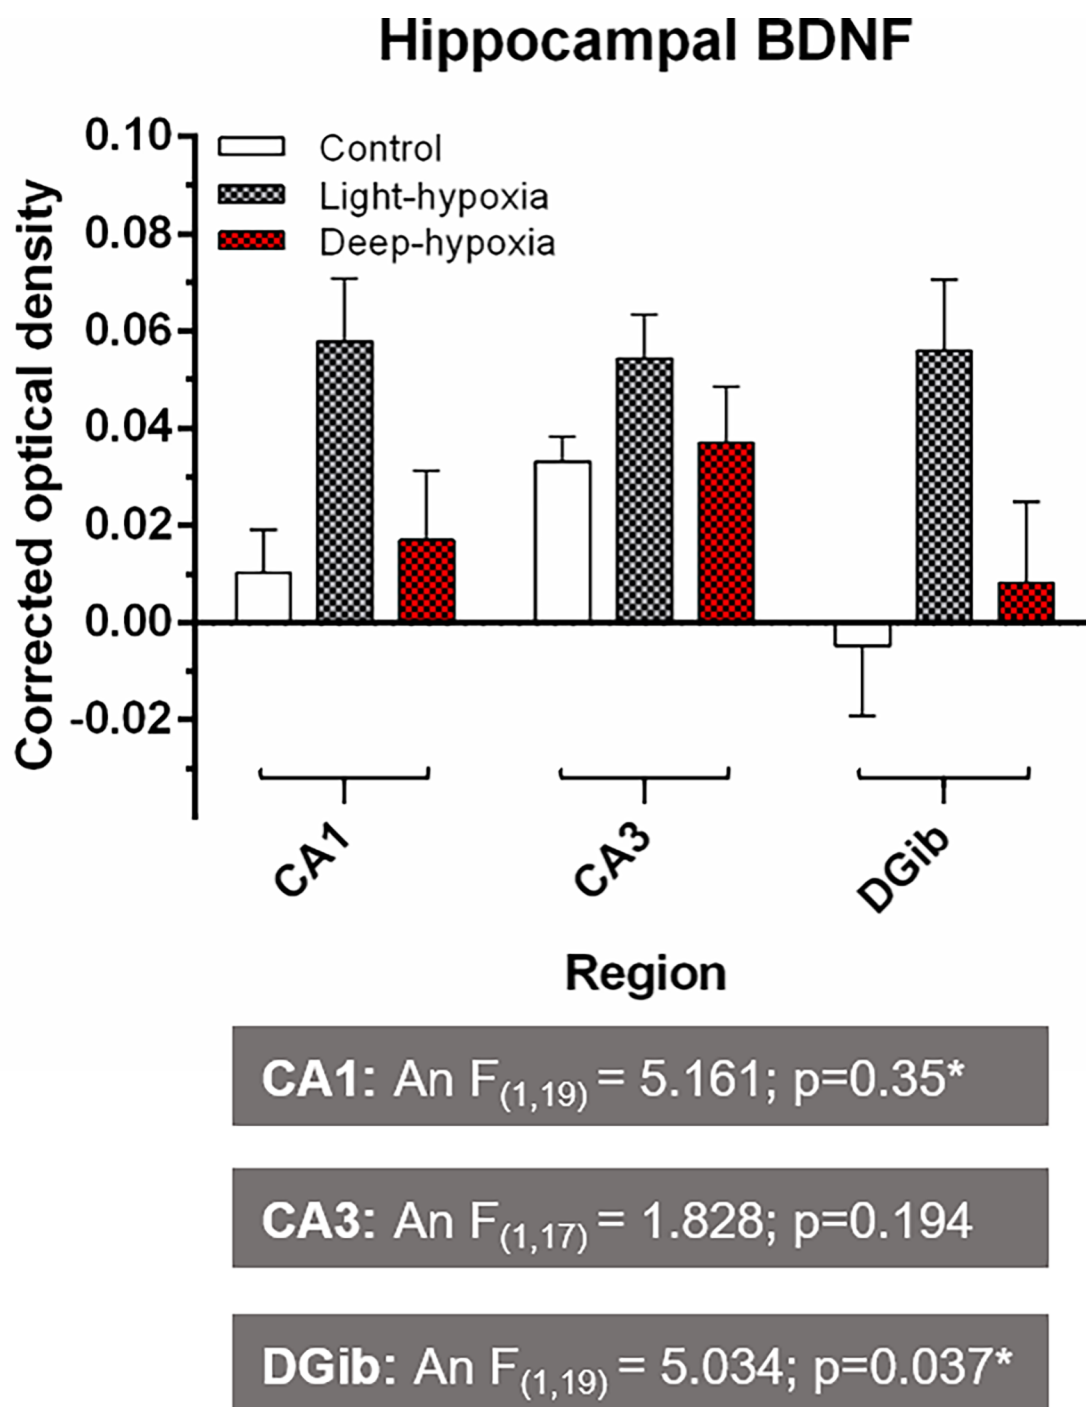 Hippocampal BDNF
Control
Light-hypoxia
Deep-hypoxia
Corrected optical density
0.10
0.08
0.06
0.04
0.02
0.00
-0.02
CA1
CA3
DGib
Region
CA1: An F(1,19) = 5.161; p=0.35*
CA3: An F(1,17) = 1.828; p=0.194
DGib: An F(1,19) = 5.034; p=0.037*